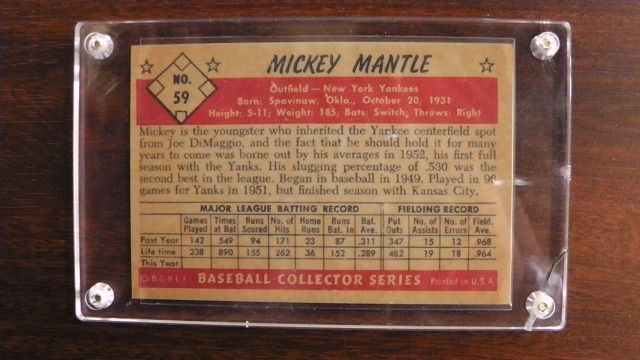 MICKEY MANTLE
NO.
59
Outfield — New York Yankees
Born: Spavinaw, Okla., October 20, 1931
Height: 5-11; Weight: 185; Bats: Switch, Throws: Right
Mickey is the youngster who inherited the Yankee centerfield spot
from Joe DiMaggio, and the fact that he should hold it for many
years to come was borne out by his averages in 1952, his first full
season with the Yanks. His slugging percentage of .530 was the
second best in the league. Began in baseball in 1949. Played in 96
games for Yanks in 1951, but finished season with Kansas City.
MAJOR LEAGUE BATTING RECORD FIELDING RECORD
Games Played Times at Bat Runs Scored No. of Hits Home Runs Runs In Bat. Ave. Put Outs No. of Assists No. of Errors Field. Ave.
Past Year 142 549 94 171 23 87 .311 347 15 12 .968
Life time 238 890 155 262 36 152 .289 482 19 18 .964
This Year
© B.G.H.L.I. BASEBALL COLLECTOR SERIES Printed in U.S.A